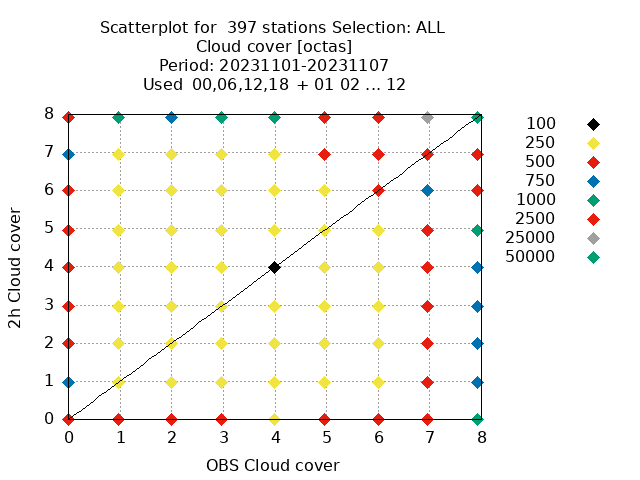 Scatterplot for 397 stations Selection: ALL
Cloud cover [octas]
Period: 20231101-20231107
Used 00,06,12,18 + 01 02 ... 12
8
7
6
5
4
3
2
1
0
2h Cloud cover
0 1 2 3 4 5 6 7 8
OBS Cloud cover
100
250
500
750
1000
2500
25000
50000